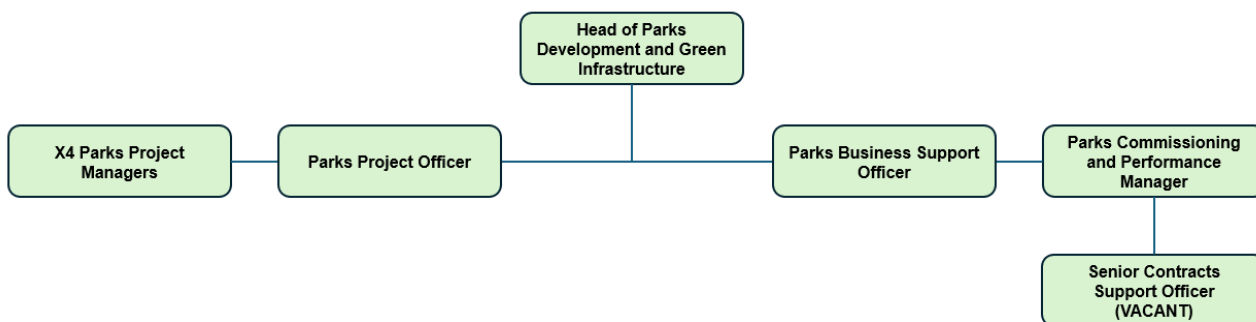 Head of Parks
Development and Green
Infrastructure
X4 Parks Project
Managers
Parks Project Officer
Parks Business Support
Officer
Parks Commissioning
and Performance
Manager
Senior Contracts
Support Officer
(VACANT)